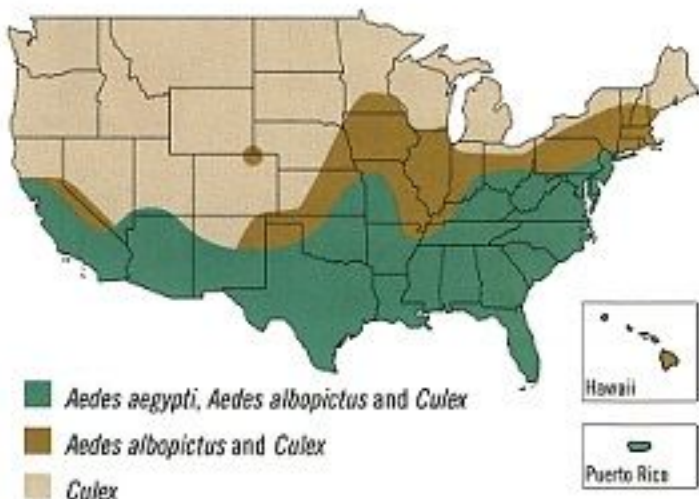 Hawaii
Aedes aegypti, Aedes albopictus and Culex
Aedes albopictus and Culex
Puerto Rico
Culex